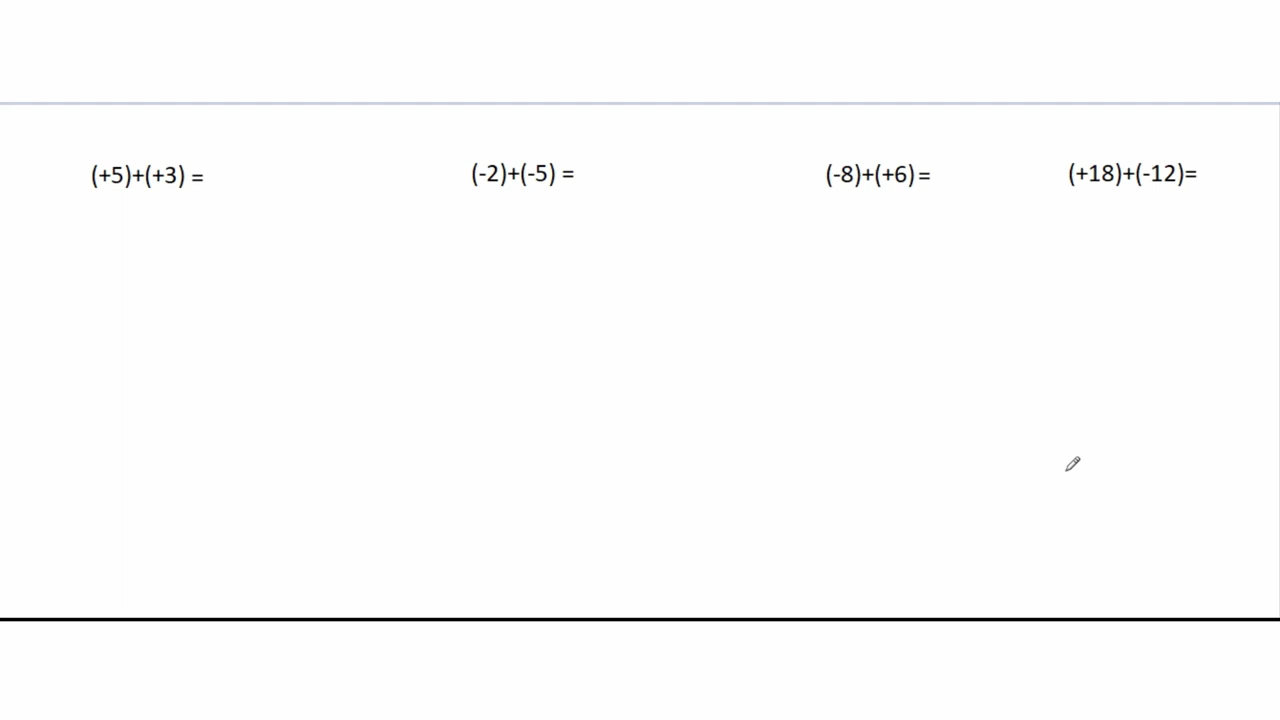 (+5)+(+3) = (-2)+(-5) = (-8)+(+6) = (+18)+(-12)=